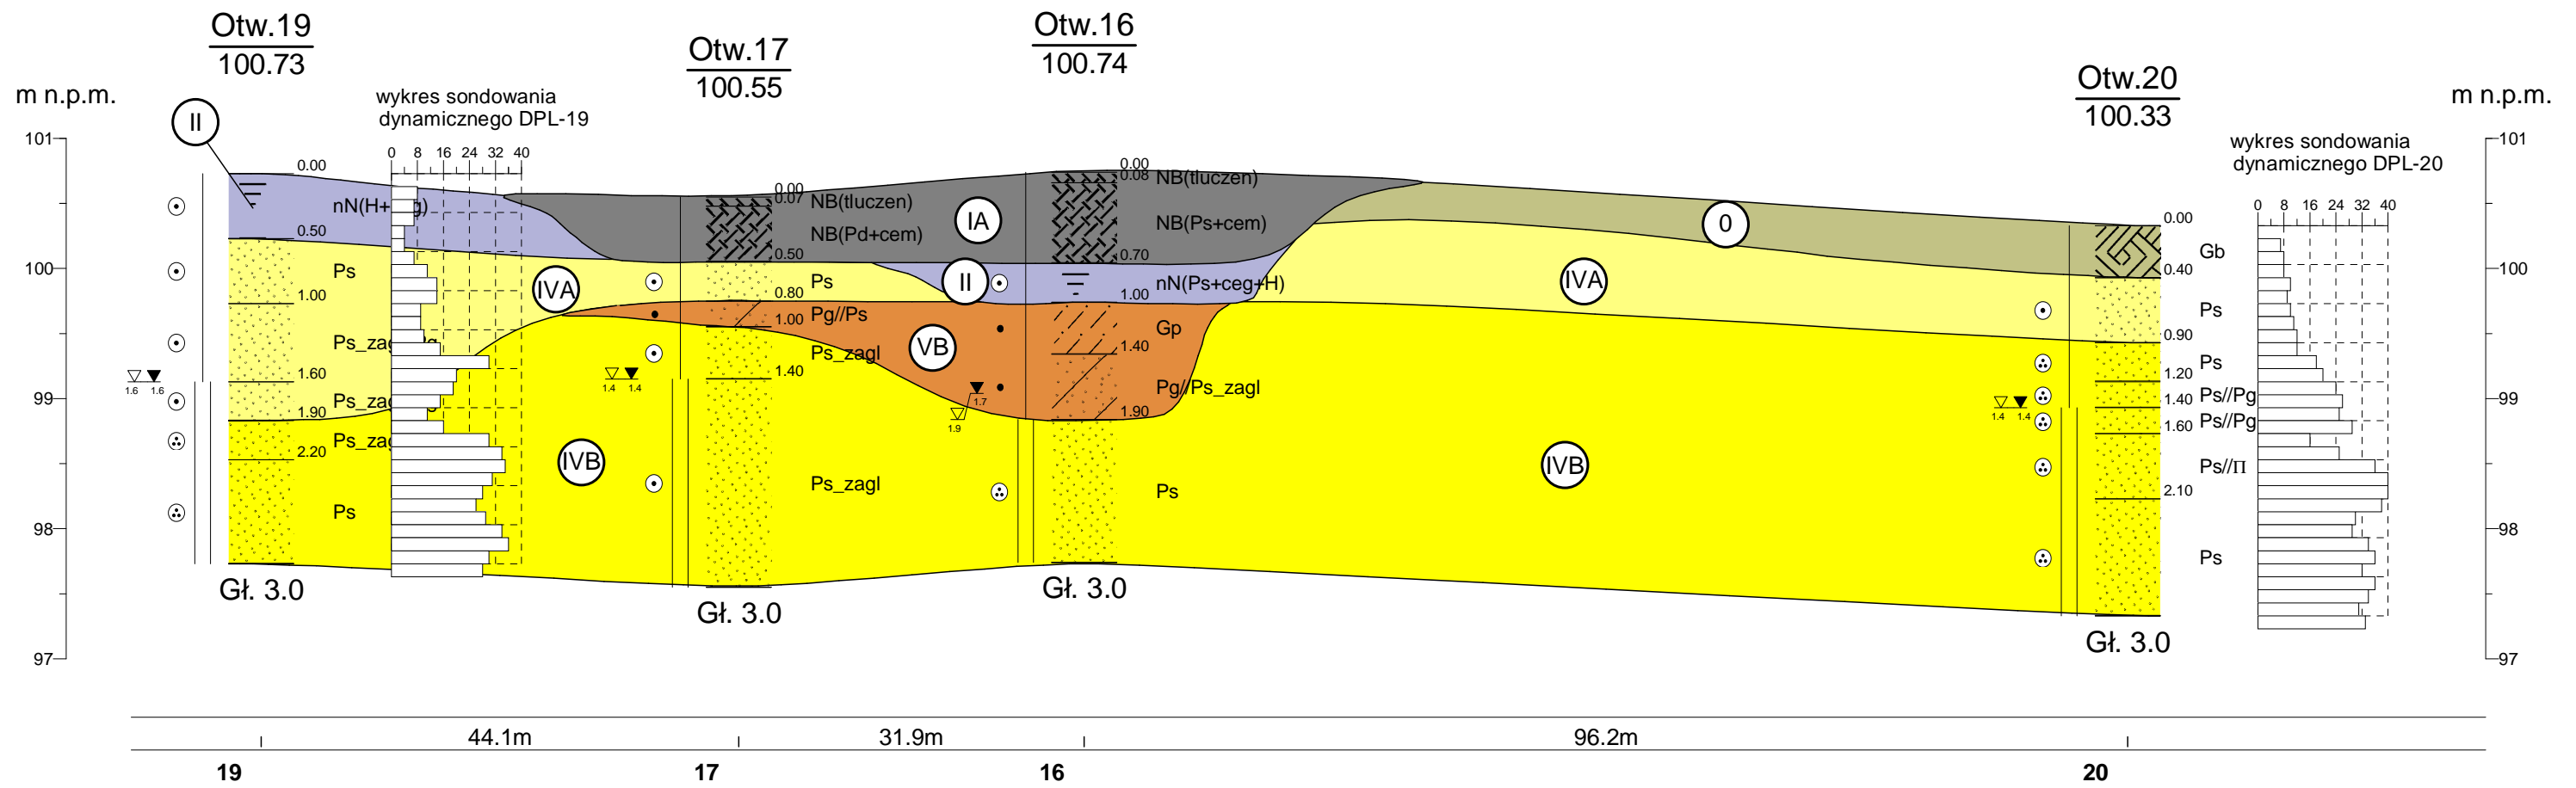 Otw.19
100.73
Otw.17
100.55
Otw.16
100.74
Otw.20
100.33
m n.p.m.
m n.p.m.
101
100
99
98
97
II
wykres sondowania
dynamicznego DPL-19
0 8 16 24 32 40
0.00
nN(H+ g)
0.50
Ps
1.00
1.60
1.90
2.20
Ps
1.6 1.6
Gł. 3.0
IVA
IVB
0.00
0.07
NB(tluczen)
NB(Pd+cem)
0.50
Ps
0.80
Pg//Ps
1.00
Ps_zagl
1.40
Ps_zagl
1.4 1.4
Gł. 3.0
IA
II
VB
0.00
0.08
NB(tluczen)
NB(Ps+cem)
0.70
nN(Ps+ceg+H)
1.00
Gp
1.40
Pg//Ps_zagl
1.90
Ps
1.7
1.9
Gł. 3.0
0
IVA
IVB
0.00
Gb
0.40
Ps
0.90
Ps
1.20
Ps//Pg
1.40
Ps//Pg
1.60
Ps//Π
2.10
Ps
1.4 1.4
Gł. 3.0
wykres sondowania
dynamicznego DPL-20
0 8 16 24 32 40
101
100
99
98
97
44.1m
31.9m
96.2m
19
17
16
20